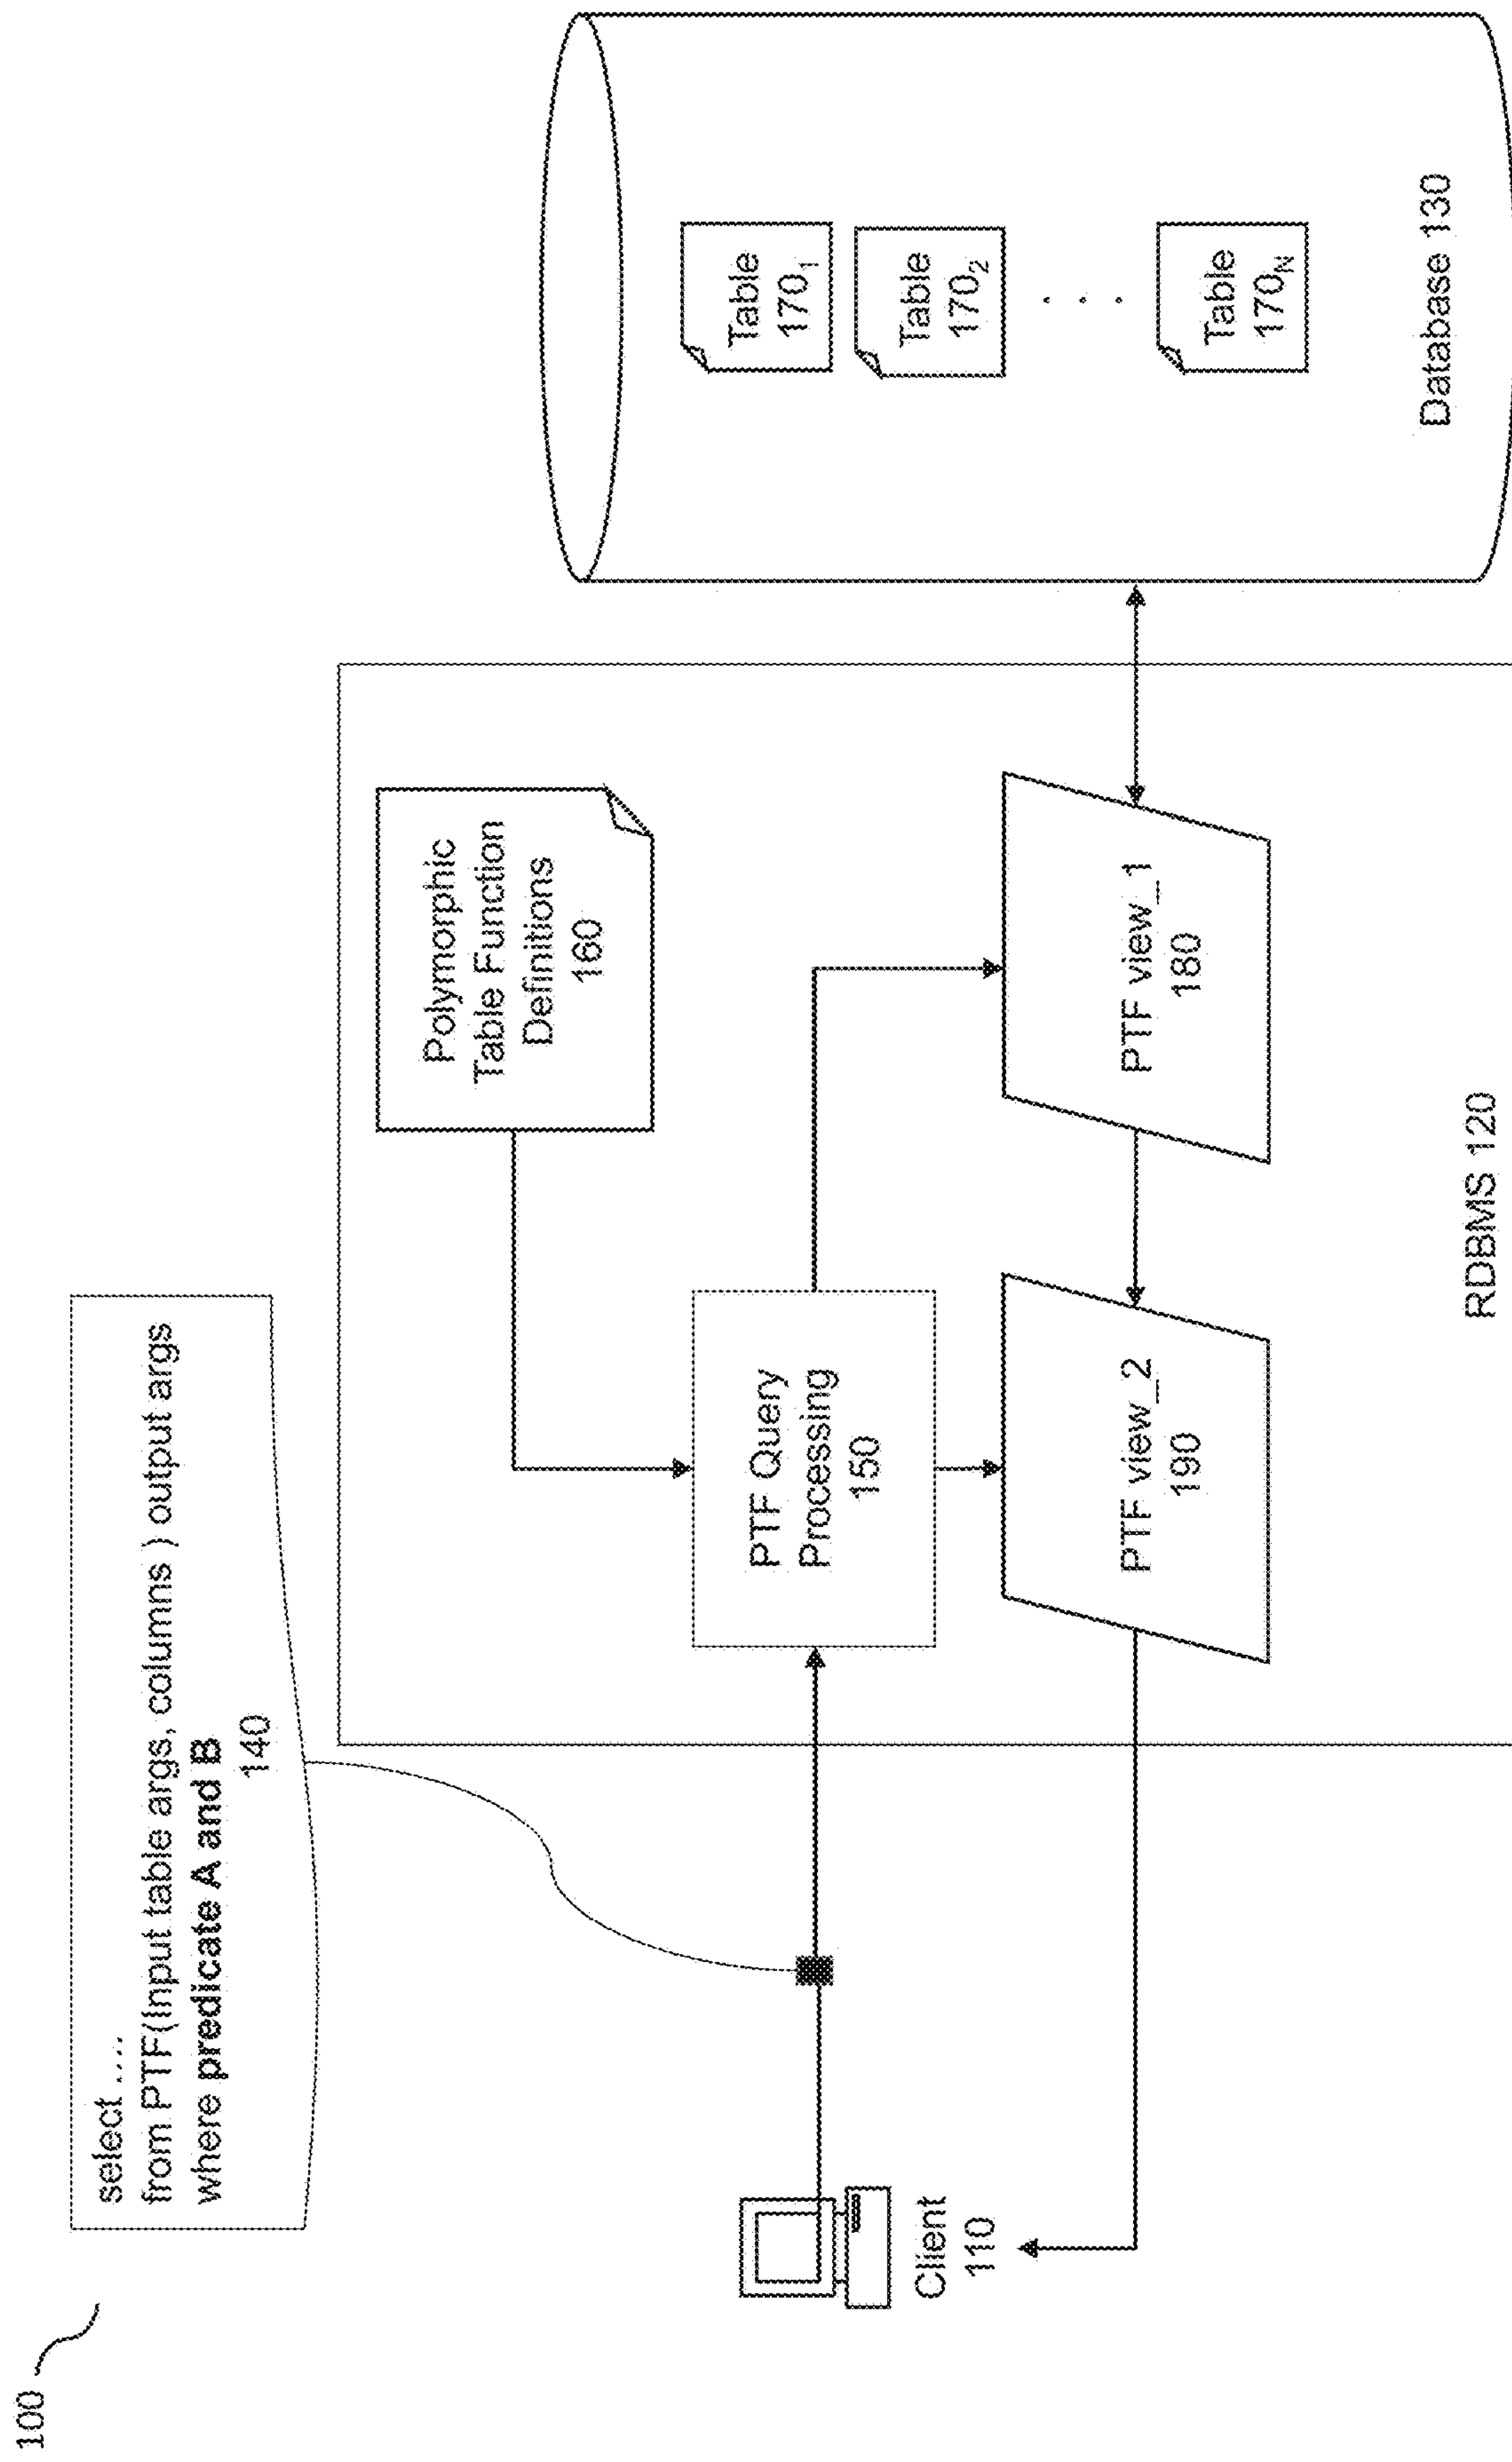 100
select ....
from PTF(Input table args, columns ) output args
where predicate A and B
140
Client
110
PTF Query
Processing
150
Polymorphic
Table Function
Definitions
160
PTF view_2
190
PTF view_1
180
RDBMS 120
Table
170₁
Table
170₂
. . .
Table
170_N
Database 130